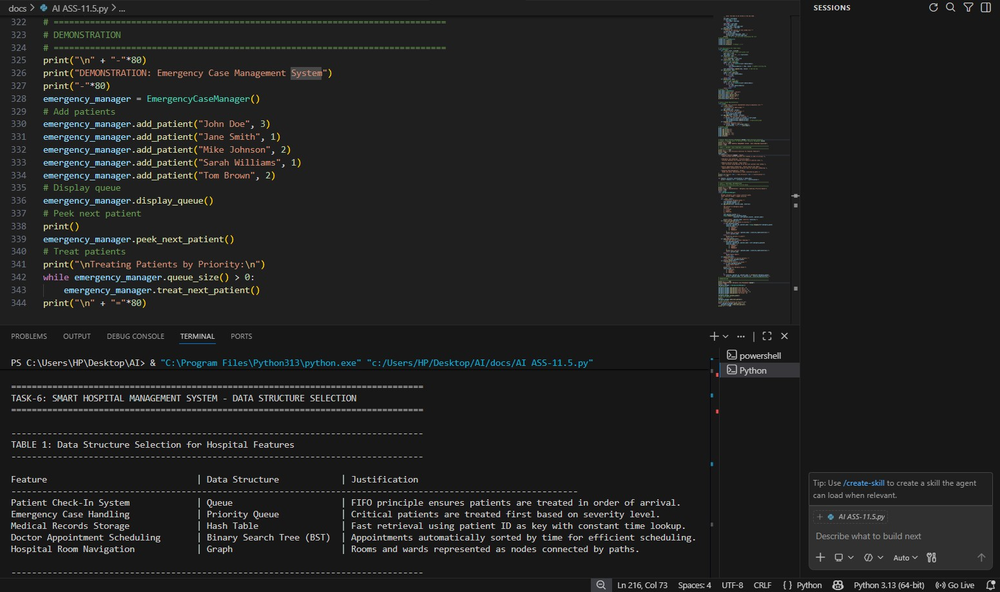 docs > AI ASS-11.5.py > ...
322 # ============================================================================
323 # DEMONSTRATION
324 # ============================================================================
325 print("\n" + "-"*80)
326 print("DEMONSTRATION: Emergency Case Management System")
327 print("-"*80)
328 emergency_manager = EmergencyCaseManager()
329 # Add patients
330 emergency_manager.add_patient("John Doe", 3)
331 emergency_manager.add_patient("Jane Smith", 1)
332 emergency_manager.add_patient("Mike Johnson", 2)
333 emergency_manager.add_patient("Sarah Williams", 1)
334 emergency_manager.add_patient("Tom Brown", 2)
335 # Display queue
336 emergency_manager.display_queue()
337 # Peek next patient
338 print()
339 emergency_manager.peek_next_patient()
340 # Treat patients
341 print("\nTreating Patients by Priority:\n")
342 while emergency_manager.queue_size() > 0:
343     emergency_manager.treat_next_patient()
344 print("\n" + "="*80)
PROBLEMS OUTPUT DEBUG CONSOLE TERMINAL PORTS
PS C:\Users\HP\Desktop\AI> & "C:\Program Files\Python313\python.exe" "c:/Users/HP/Desktop/AI/docs/AI ASS-11.5.py"
================================================================================
TASK-6: SMART HOSPITAL MANAGEMENT SYSTEM - DATA STRUCTURE SELECTION
================================================================================
--------------------------------------------------------------------------------
TABLE 1: Data Structure Selection for Hospital Features
--------------------------------------------------------------------------------
Feature | Data Structure | Justification
--------------------------------------------------------------------------------------------------------------
Patient Check-In System | Queue | FIFO principle ensures patients are treated in order of arrival.
Emergency Case Handling | Priority Queue | Critical patients are treated first based on severity level.
Medical Records Storage | Hash Table | Fast retrieval using patient ID as key with constant time lookup.
Doctor Appointment Scheduling | Binary Search Tree (BST) | Appointments automatically sorted by time for efficient scheduling.
Hospital Room Navigation | Graph | Rooms and wards represented as nodes connected by paths.
--------------------------------------------------------------------------------
powershell
Python
SESSIONS
Tip: Use /create-skill to create a skill the agent
can load when relevant.
AI ASS-11.5.py
Describe what to build next
Auto
Ln 216, Col 73 Spaces: 4 UTF-8 CRLF { } Python Python 3.13 (64-bit) Go Live